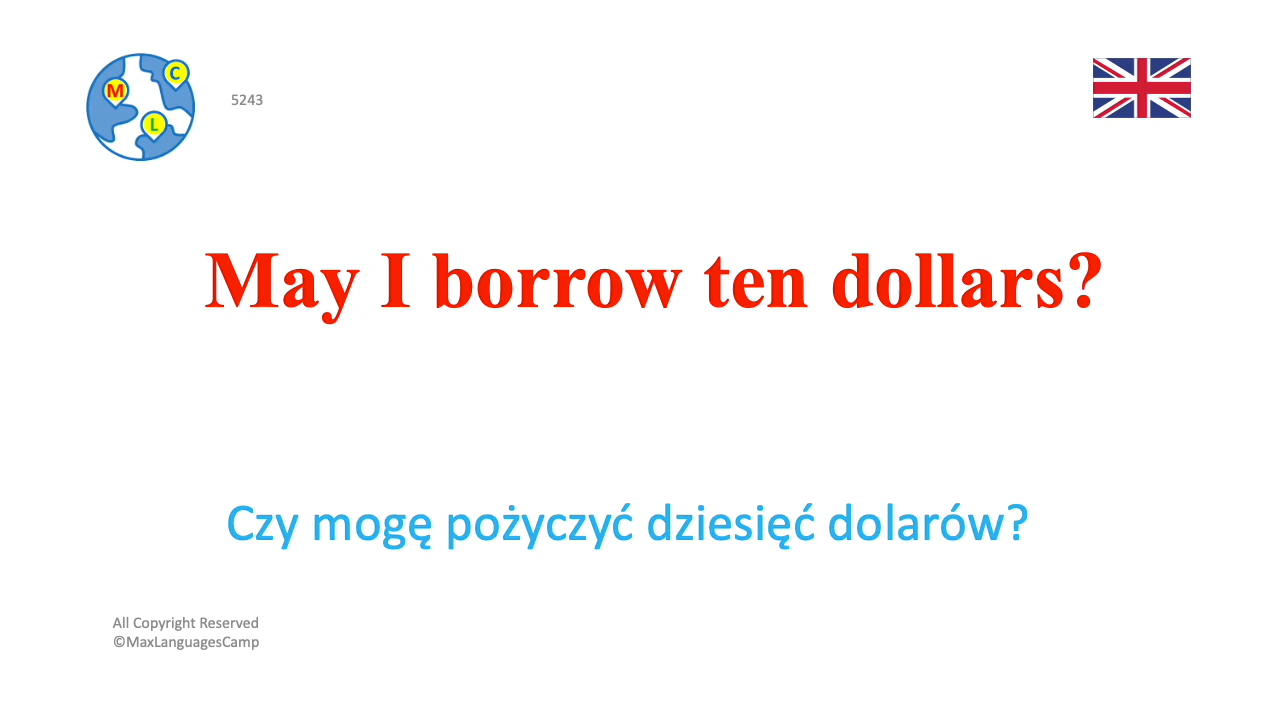 M
C
L
5243
May I borrow ten dollars?
Czy mogę pożyczyć dziesięć dolarów?
All Copyright Reserved
©MaxLanguagesCamp